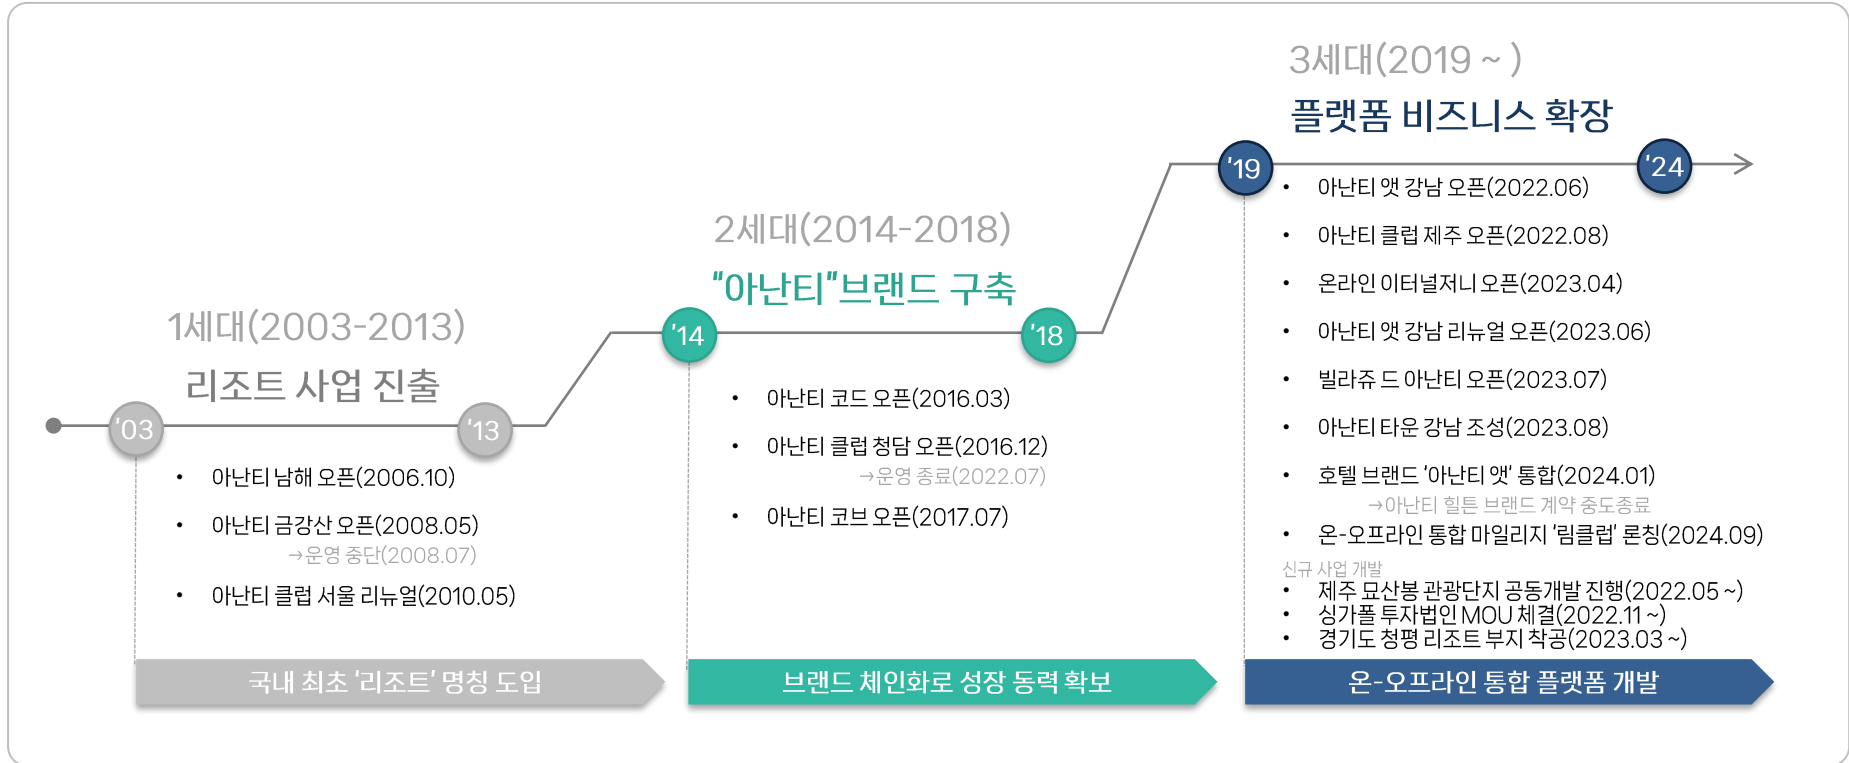 1세대(2003-2013)
리조트 사업 진출
'03
'13
• 아난티 남해 오픈(2006.10)
• 아난티 금강산 오픈(2008.05)
→운영 중단(2008.07)
• 아난티 클럽 서울 리뉴얼(2010.05)
국내 최초 '리조트' 명칭 도입
2세대(2014-2018)
"아난티"브랜드 구축
'14
'18
• 아난티 코드 오픈(2016.03)
• 아난티 클럽 청담 오픈(2016.12)
→운영 종료(2022.07)
• 아난티 코브 오픈(2017.07)
브랜드 체인화로 성장 동력 확보
3세대(2019 ~ )
플랫폼 비즈니스 확장
'19
'24
• 아난티 앳 강남 오픈(2022.06)
• 아난티 클럽 제주 오픈(2022.08)
• 온라인 이터널저니 오픈(2023.04)
• 아난티 앳 강남 리뉴얼 오픈(2023.06)
• 빌라쥬 드 아난티 오픈(2023.07)
• 아난티 타운 강남 조성(2023.08)
• 호텔 브랜드 '아난티 앳' 통합(2024.01)
→아난티 힐튼 브랜드 계약 중도종료
• 온-오프라인 통합 마일리지 '림클럽' 론칭(2024.09)
신규 사업 개발
• 제주 묘산봉 관광단지 공동개발 진행(2022.05 ~)
• 싱가폴 투자법인 MOU 체결(2022.11 ~)
• 경기도 청평 리조트 부지 착공(2023.03 ~)
온-오프라인 통합 플랫폼 개발